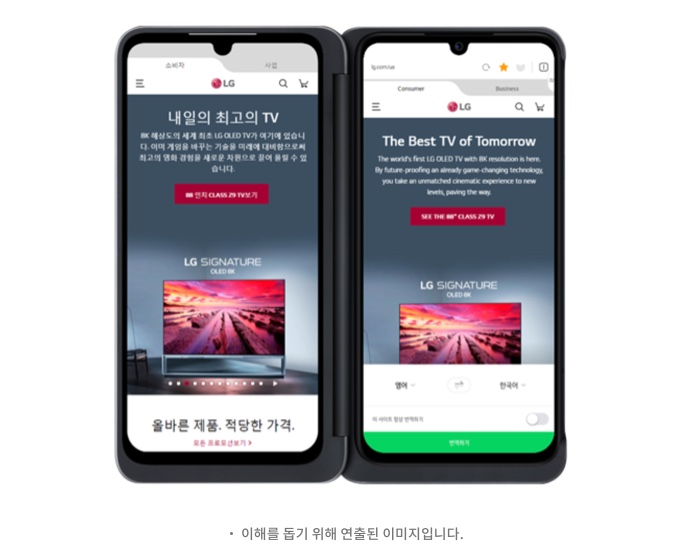 소비자
사업
LG
내일의 최고의 TV
8K 해상도의 세계 최초 LG OLED TV가 여기에 있습니
다. 이미 게임을 바꾸는 기술을 미래에 대비함으로써
최고의 영화 경험을 새로운 차원으로 끌어 올릴 수 있
습니다.
88 인치 CLASS Z9 TV보기
LG SIGNATURE
OLED 8K
올바른 제품. 적당한 가격.
모든 프로모션보기 >
lg.com/us
Consumer
Business
LG
The Best TV of Tomorrow
The world's first LG OLED TV with 8K resolution is here.
By future-proofing an already game-changing technology,
you take an unmatched cinematic experience to new
levels, paving the way.
SEE THE 88" CLASS Z9 TV
LG SIGNATURE
OLED 8K
영어
한국어
이 사이트 항상 번역하기
번역하기
• 이해를 돕기 위해 연출된 이미지입니다.